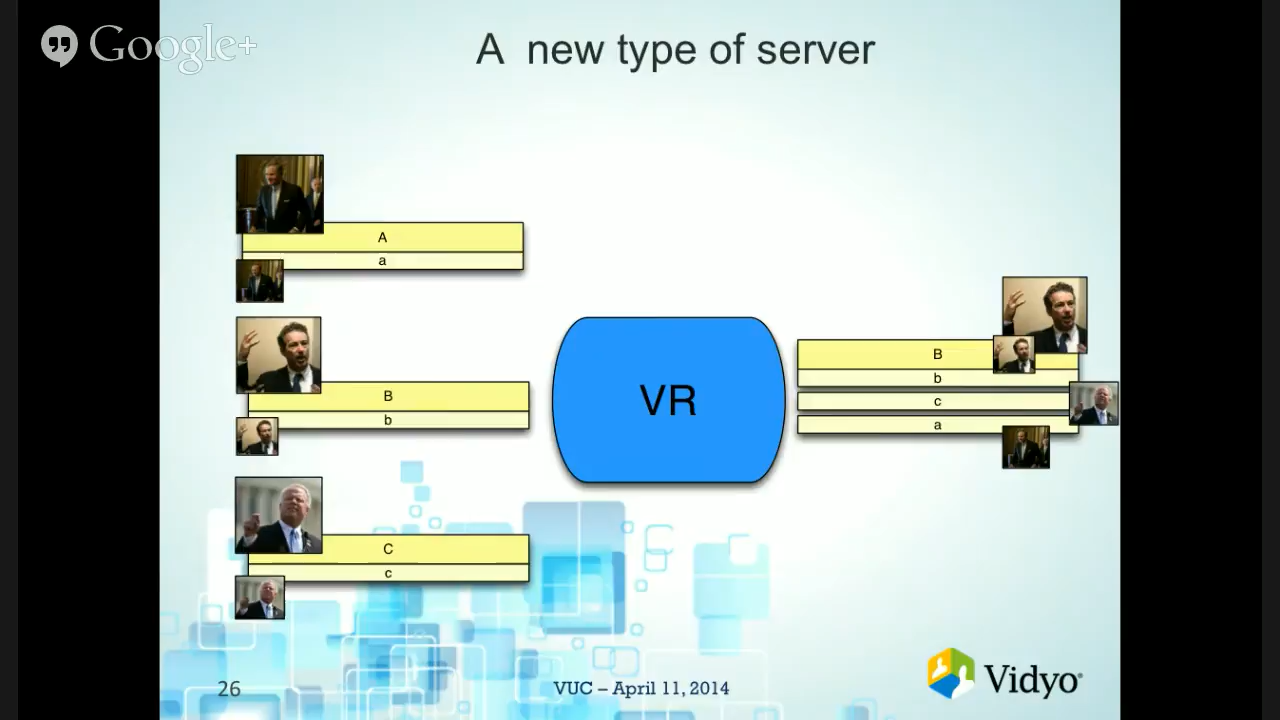 Google+
A new type of server
A
a
B
b
C
c
VR
B
b
c
a
26
VUC – April 11, 2014
Vidyo